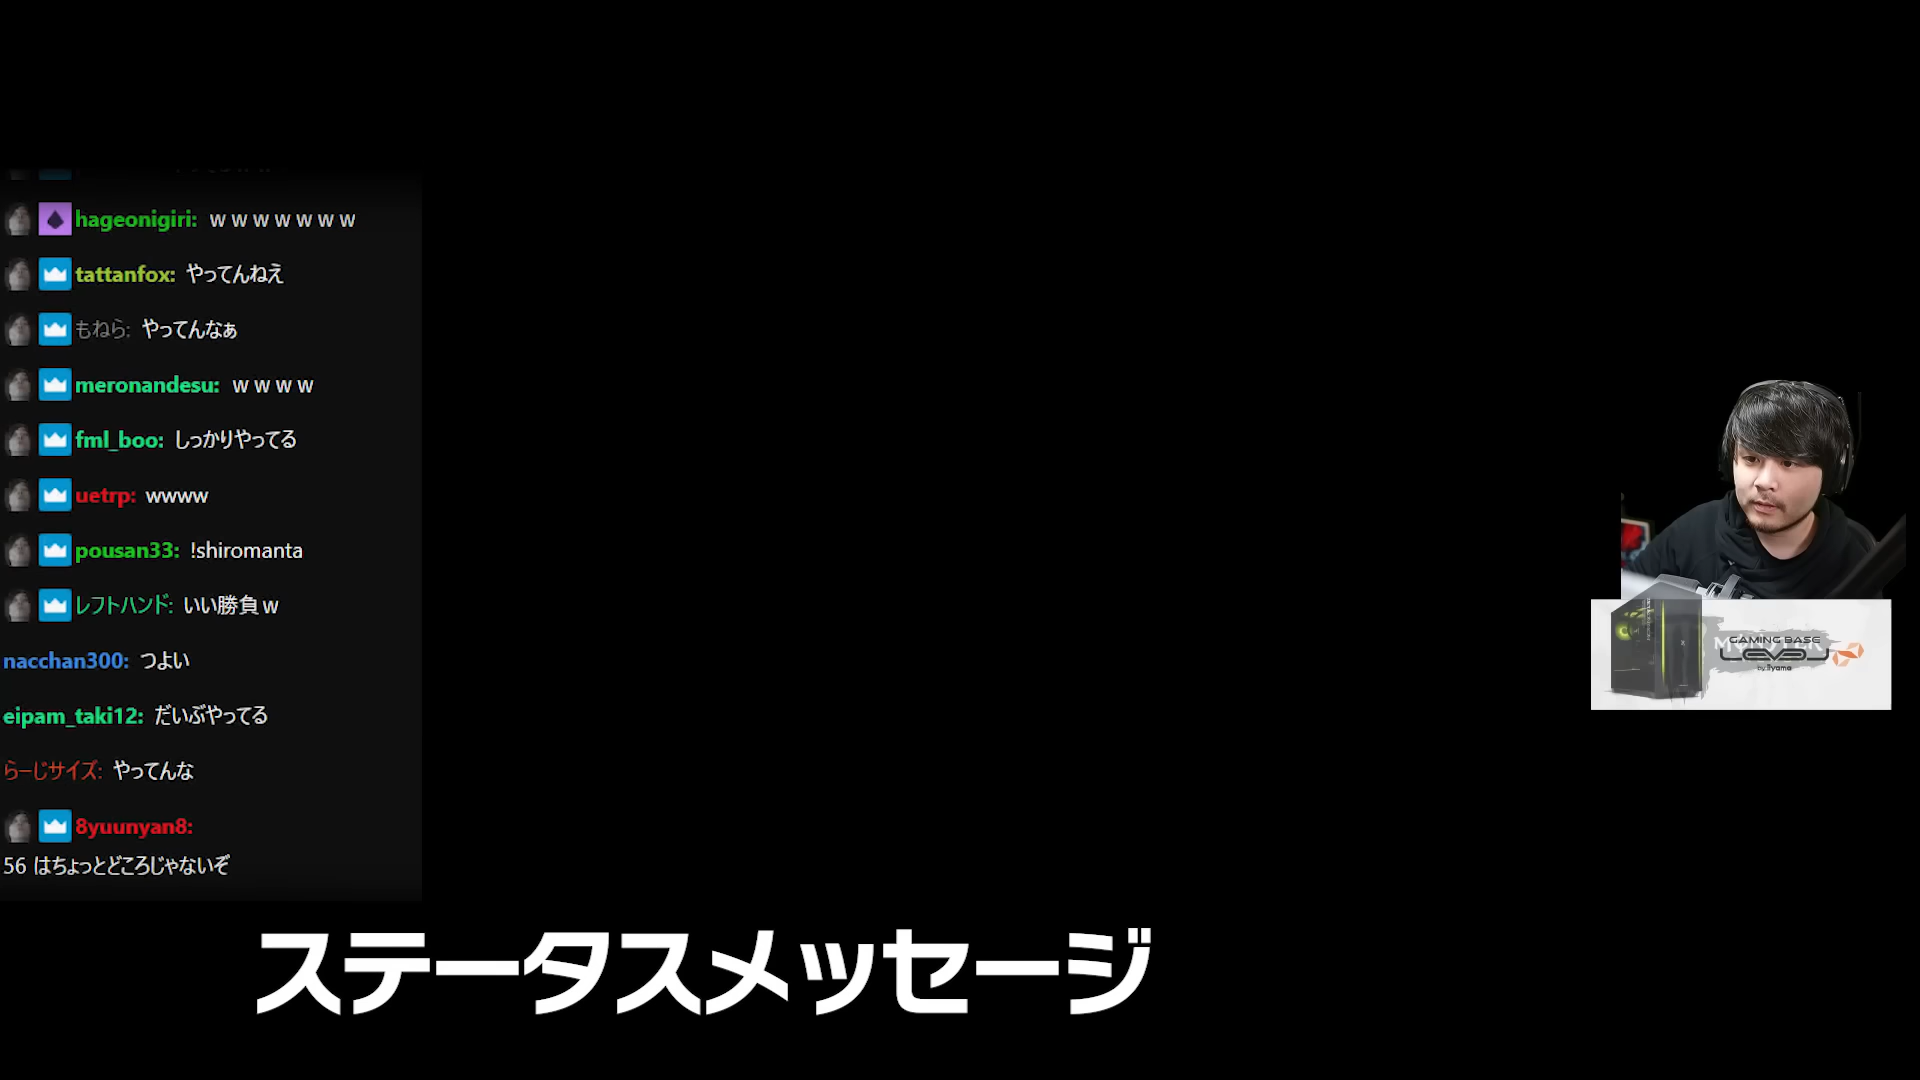 hageonigiri: ｗｗｗｗｗｗｗ
tattanfox: やってんねえ
もねら: やってんなぁ
meronandesu: ｗｗｗｗ
fml_boo: しっかりやってる
uetrp: wwww
pousan33: !shiromanta
レフトハンド: いい勝負ｗ
nacchan300: つよい
eipam_taki12: だいぶやってる
らーじサイズ: やってんな
8yuunyan8:
56 はちょっとどころじゃないぞ
GAMING BASE
LEVEL
by iiyama
ステータスメッセージ